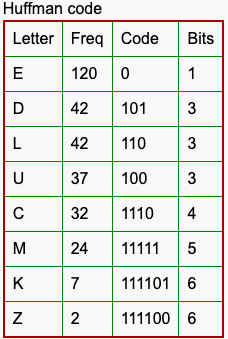 Huffman code
Letter Freq Code Bits
E 120 0 1
D 42 101 3
L 42 110 3
U 37 100 3
C 32 1110 4
M 24 11111 5
K 7 111101 6
Z 2 111100 6